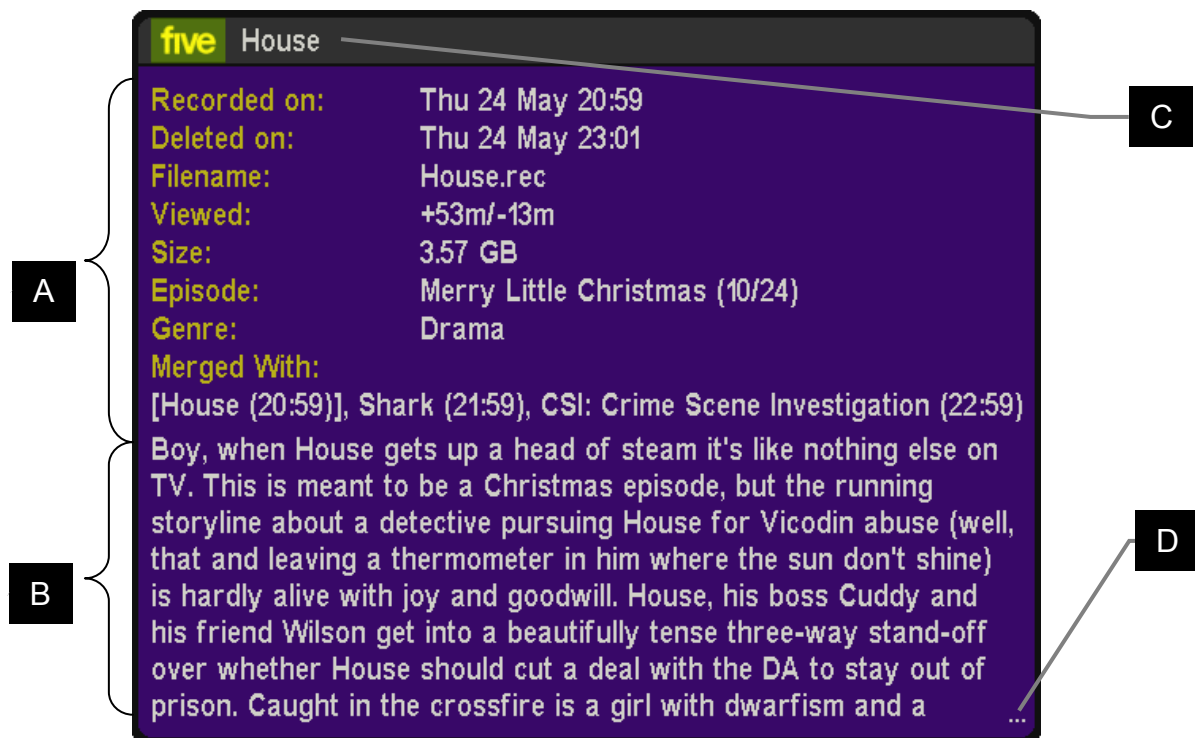 five House
C
Recorded on: Thu 24 May 20:59
Deleted on: Thu 24 May 23:01
Filename: House.rec
Viewed: +53m/-13m
Size: 3.57 GB
A
Episode: Merry Little Christmas (10/24)
Genre: Drama
Merged With:
[House (20:59)], Shark (21:59), CSI: Crime Scene Investigation (22:59)
Boy, when House gets up a head of steam it's like nothing else on
TV. This is meant to be a Christmas episode, but the running
storyline about a detective pursuing House for Vicodin abuse (well,
D
that and leaving a thermometer in him where the sun don't shine)
B
is hardly alive with joy and goodwill. House, his boss Cuddy and
his friend Wilson get into a beautifully tense three-way stand-off
over whether House should cut a deal with the DA to stay out of
prison. Caught in the crossfire is a girl with dwarfism and a ...